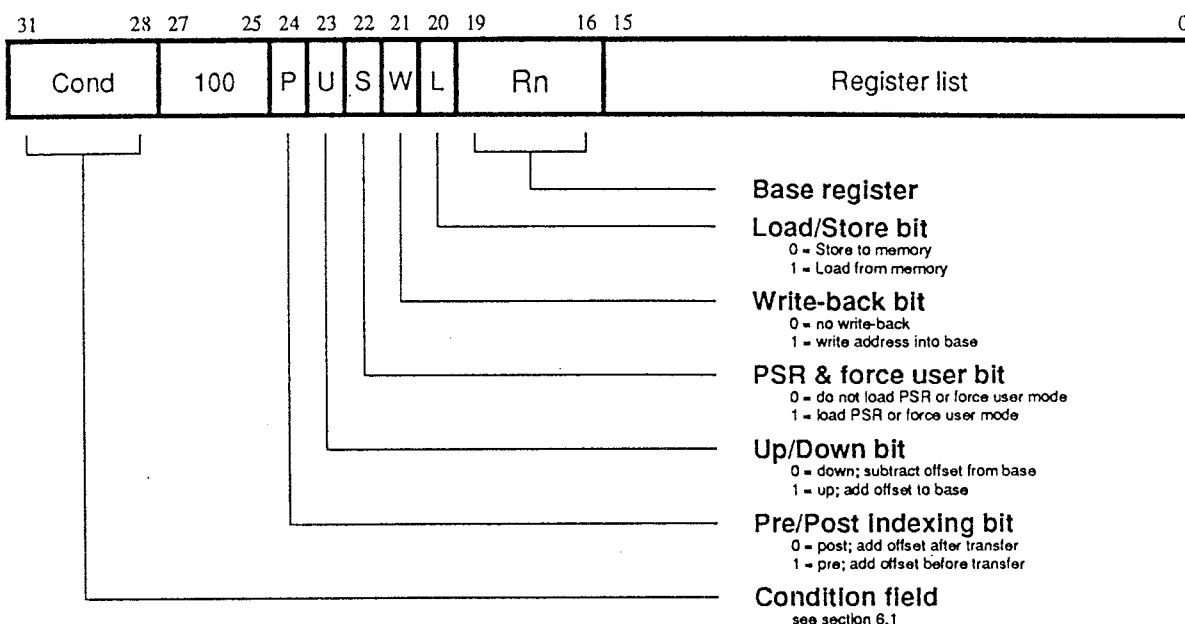 31 28 27 25 24 23 22 21 20 19 16 15 0
Cond 100 P U S W L Rn Register list
Base register
Load/Store bit
0 = Store to memory
1 = Load from memory
Write-back bit
0 = no write-back
1 = write address into base
PSR & force user bit
0 = do not load PSR or force user mode
1 = load PSR or force user mode
Up/Down bit
0 = down; subtract offset from base
1 = up; add offset to base
Pre/Post indexing bit
0 = post; add offset after transfer
1 = pre; add offset before transfer
Condition field
see section 6.1